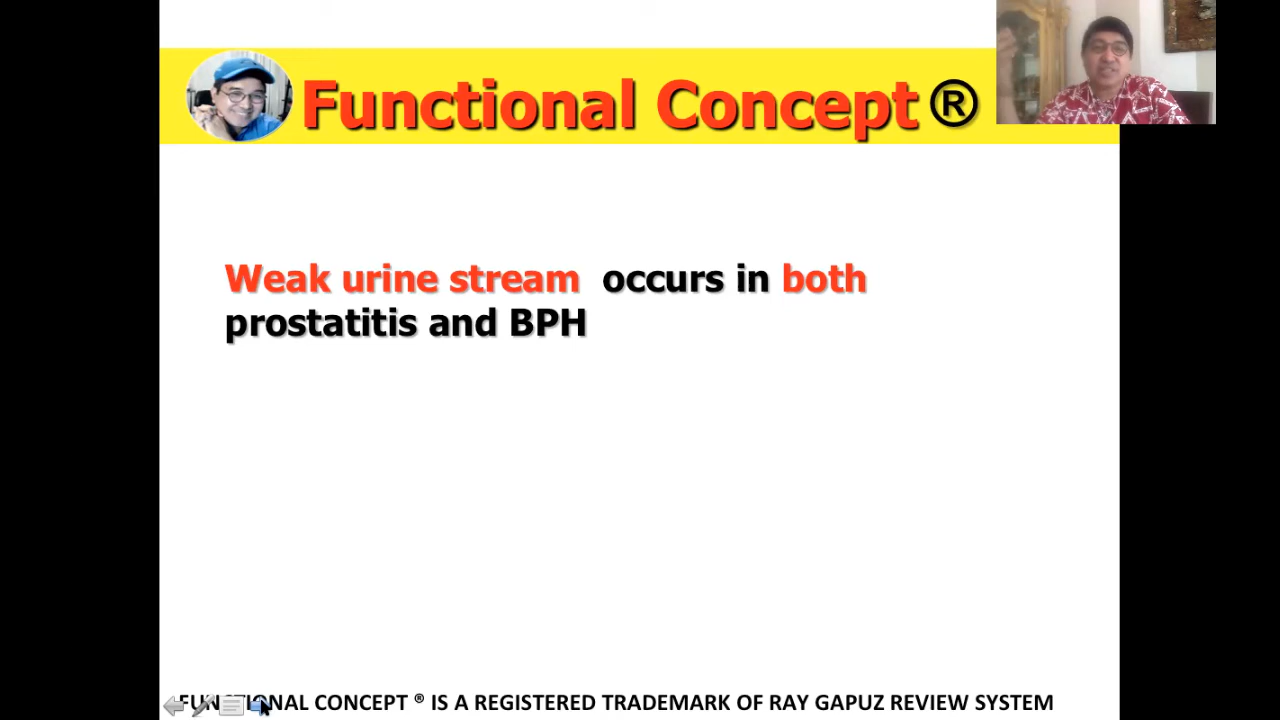 Functional Concept ®
Weak urine stream occurs in both
prostatitis and BPH
FUNCTIONAL CONCEPT ® IS A REGISTERED TRADEMARK OF RAY GAPUZ REVIEW SYSTEM